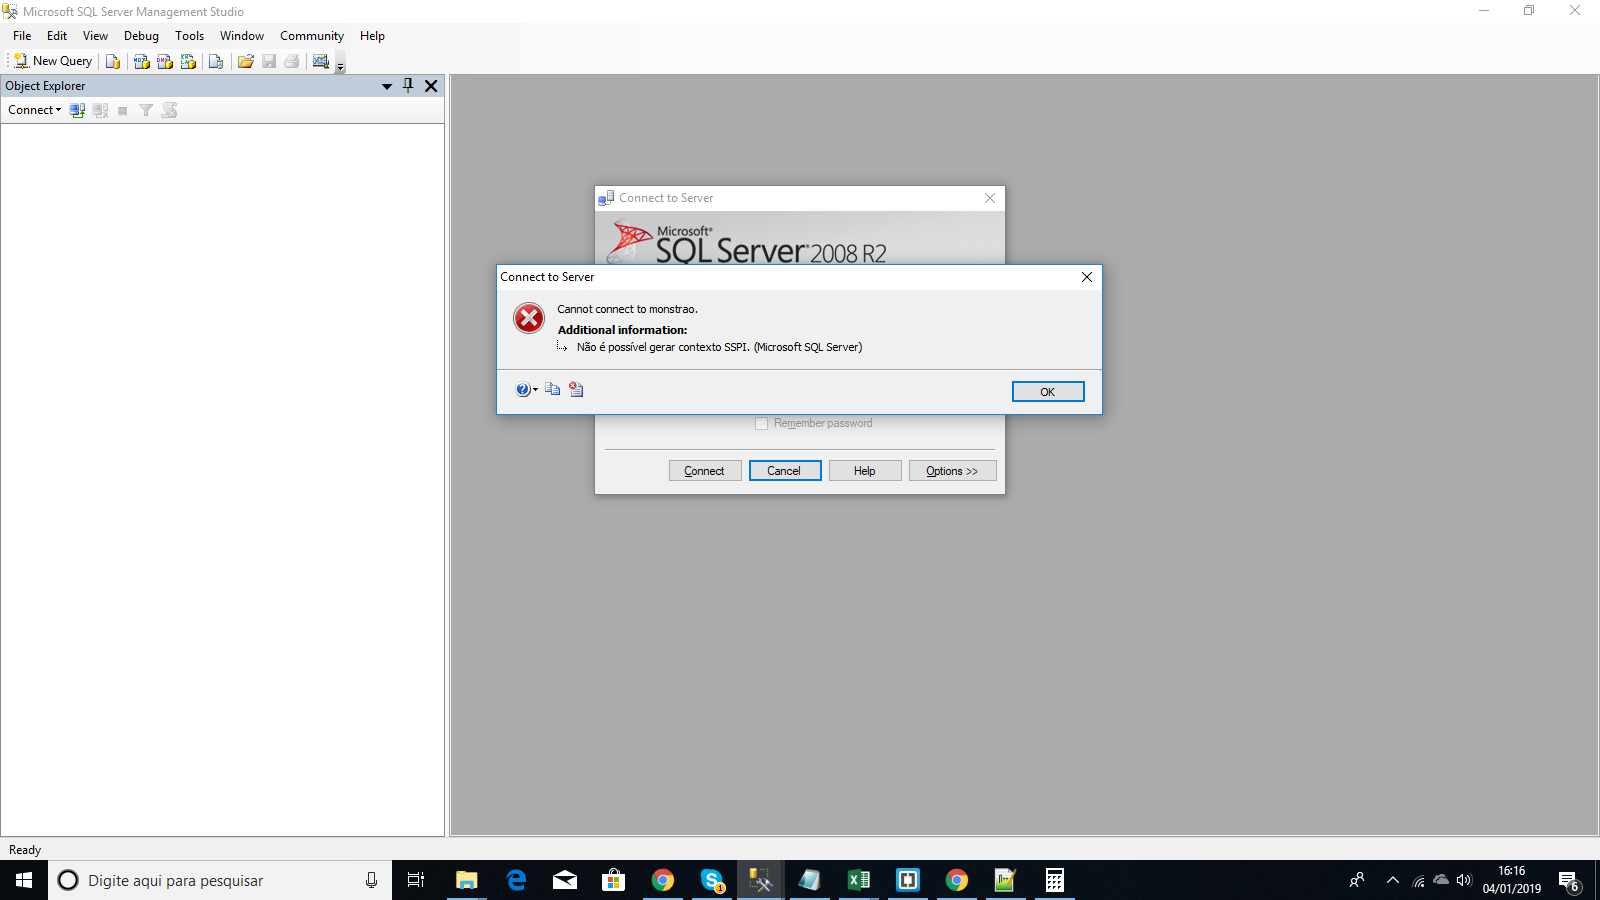 Microsoft SQL Server Management Studio
File Edit View Debug Tools Window Community Help
New Query
Object Explorer
Connect
Connect to Server
Microsoft®
SQL Server® 2008 R2
Connect to Server
Cannot connect to monstrao.
Additional information:
Não é possível gerar contexto SSPI. (Microsoft SQL Server)
OK
Remember password
Connect Cancel Help Options >>
Ready
Digite aqui para pesquisar
1
16:16
04/01/2019
6